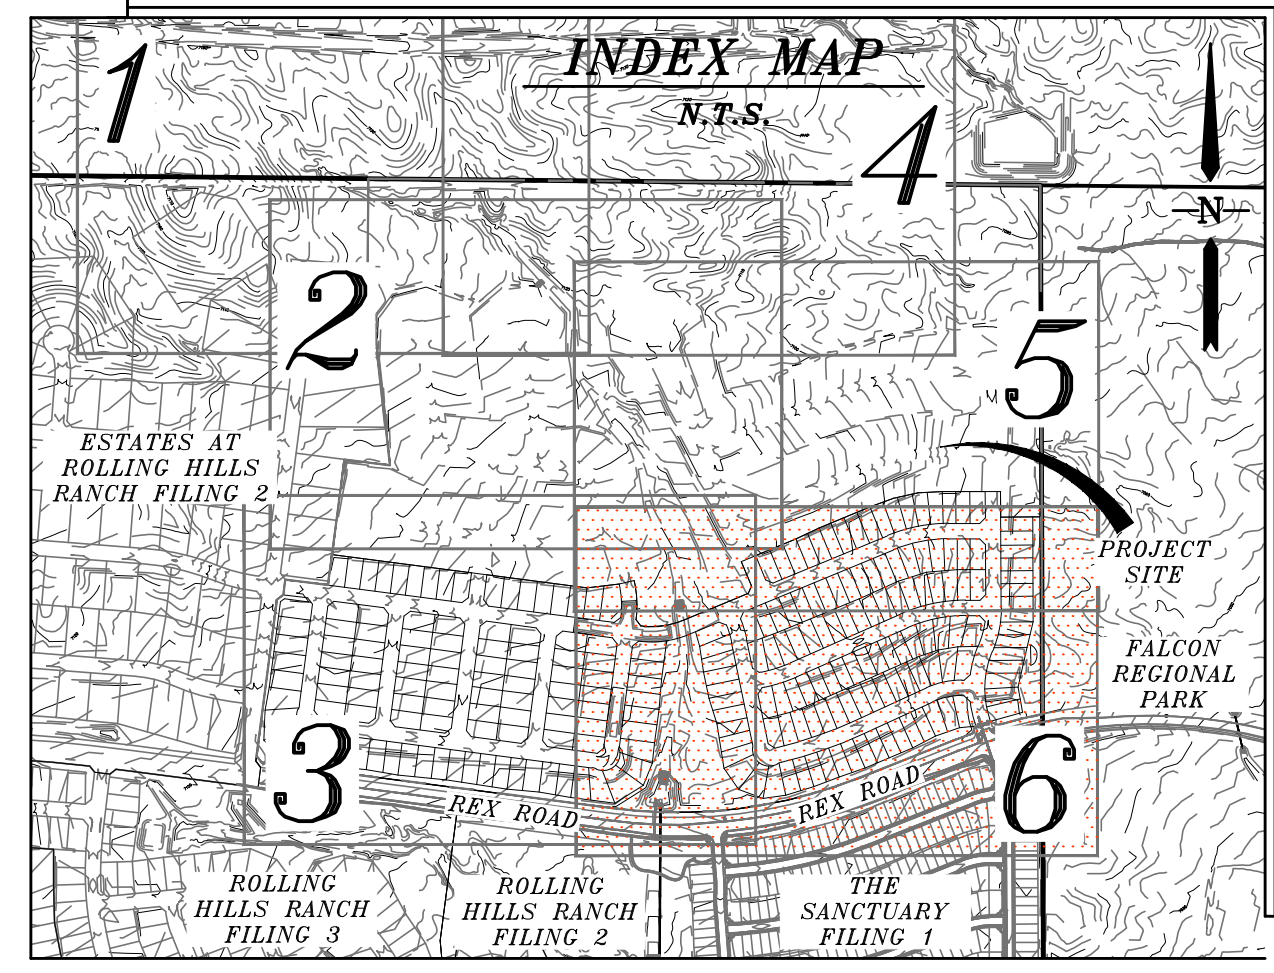 INDEX MAP
N.T.S.
1
4
N
2
5
ESTATES AT
ROLLING HILLS
RANCH FILING 2
PROJECT
SITE
FALCON
REGIONAL
PARK
3
REX ROAD
REX ROAD
6
ROLLING
HILLS RANCH
FILING 3
ROLLING
HILLS RANCH
FILING 2
THE
SANCTUARY
FILING 1